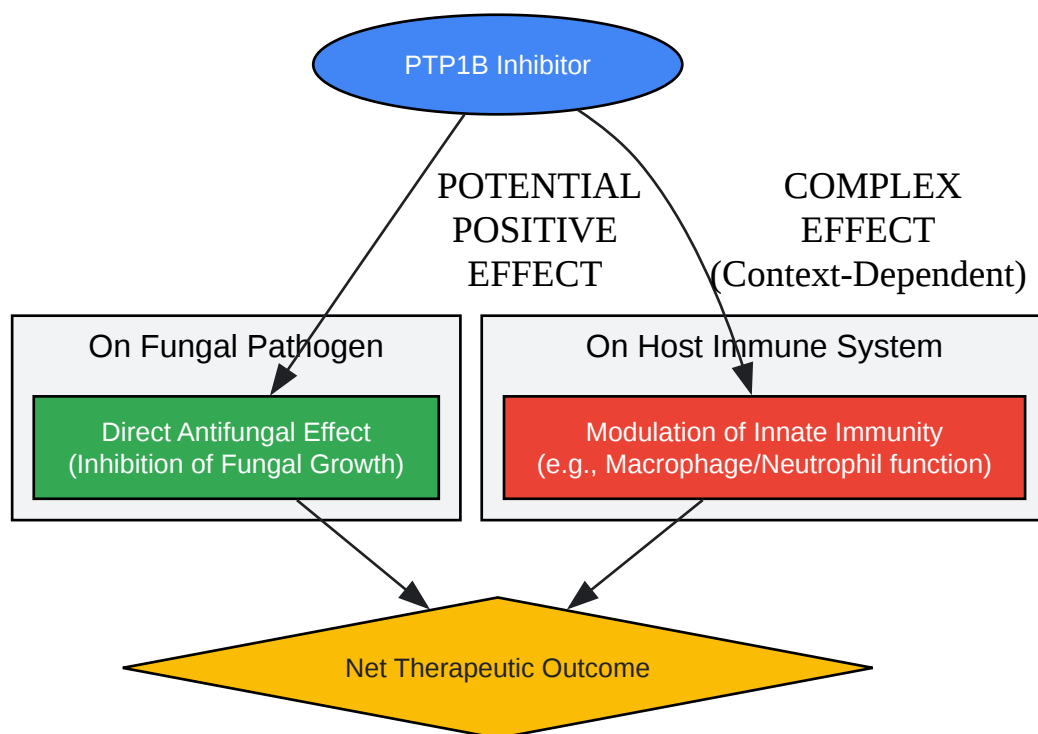 PTP1B Inhibitor
POTENTIAL
POSITIVE
EFFECT
COMPLEX
EFFECT
(Context-Dependent)
On Fungal Pathogen
On Host Immune System
Direct Antifungal Effect
(Inhibition of Fungal Growth)
Modulation of Innate Immunity
(e.g., Macrophage/Neutrophil function)
Net Therapeutic Outcome